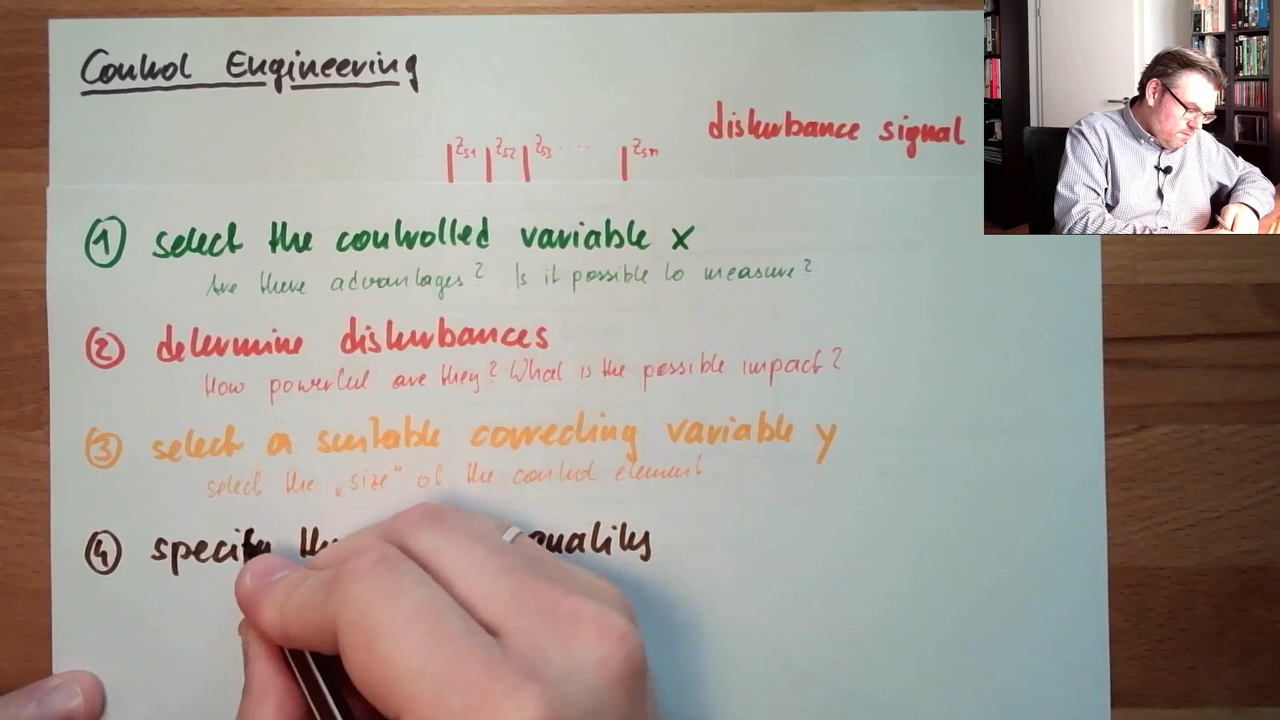 Control Engineering
disturbance signal
zS1 zS2 zS3 .... zSn
① select the controlled variable x
Are there advantages? Is it possible to measure?
② determine disturbances
How powerful are they? What is the possible impact?
③ select a suitable correcting variable y
select the „size“ of the control element
④ specify the quality